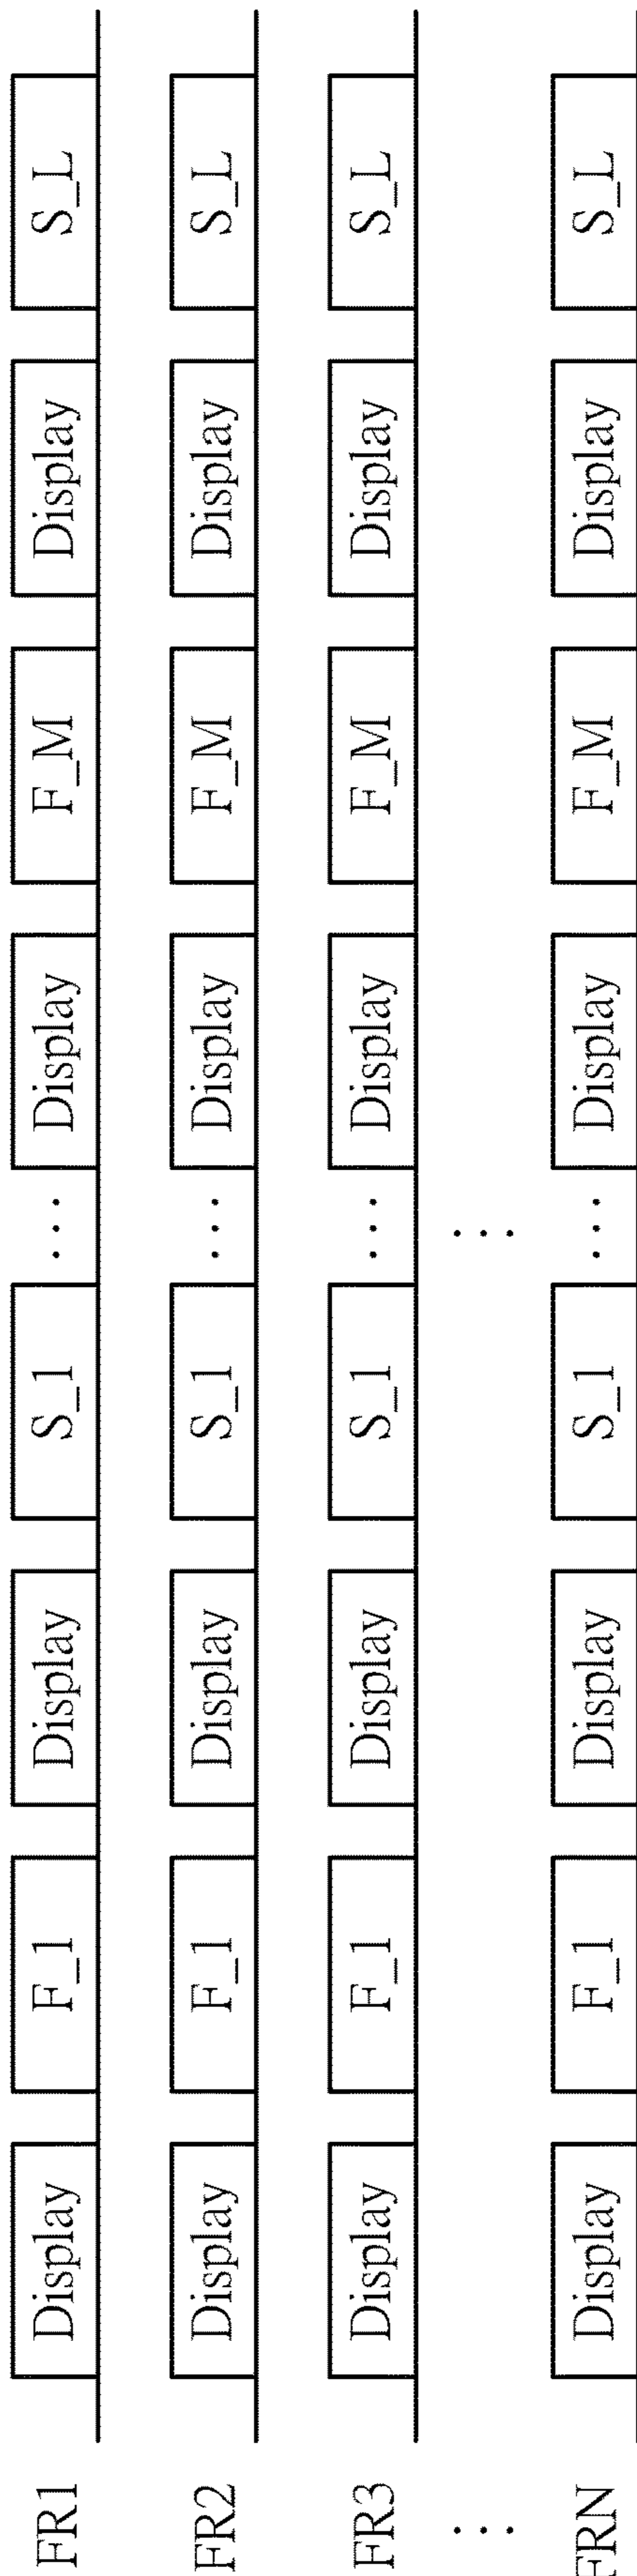 FR1 Display F_1 Display S_1 ... Display F_M Display S_L
FR2 Display F_1 Display S_1 ... Display F_M Display S_L
FR3 Display F_1 Display S_1 ... Display F_M Display S_L
... ...
FRN Display F_1 Display S_1 ... Display F_M Display S_L